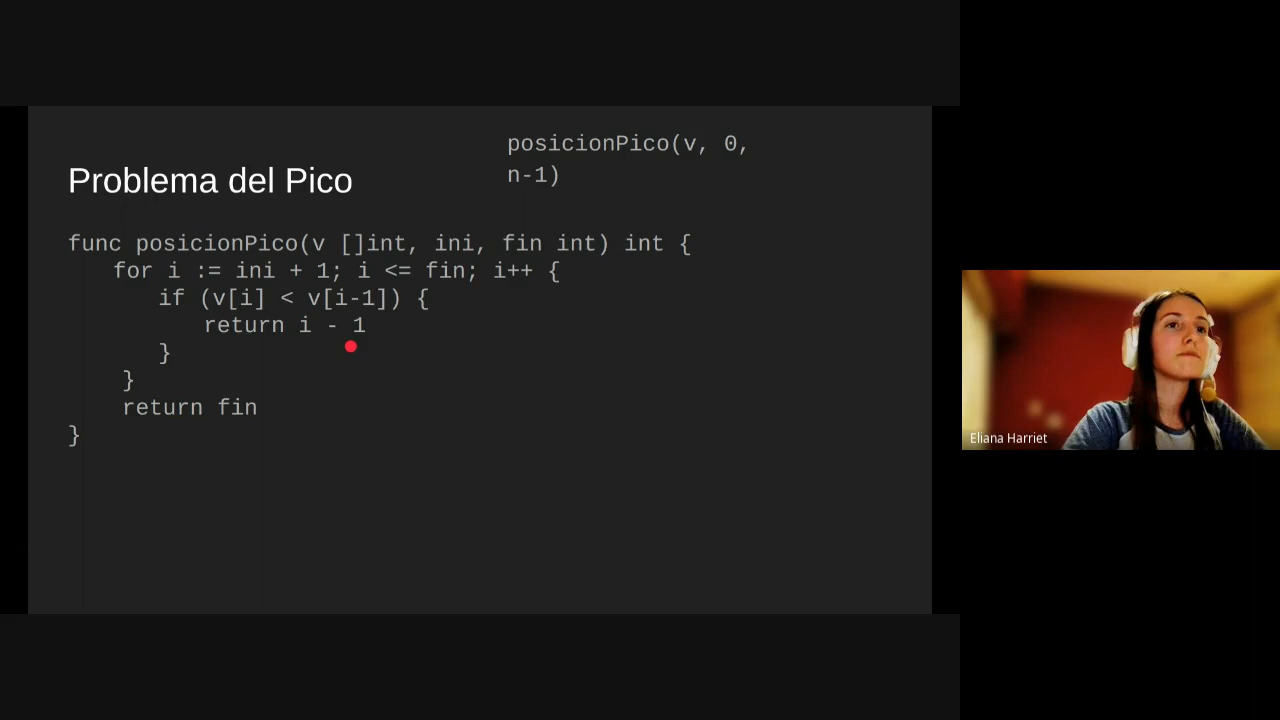 posicionPico(v, 0,
n-1)
Problema del Pico
func posicionPico(v []int, ini, fin int) int {
for i := ini + 1; i <= fin; i++ {
if (v[i] < v[i-1]) {
return i - 1
}
}
return fin
}
Eliana Harriet